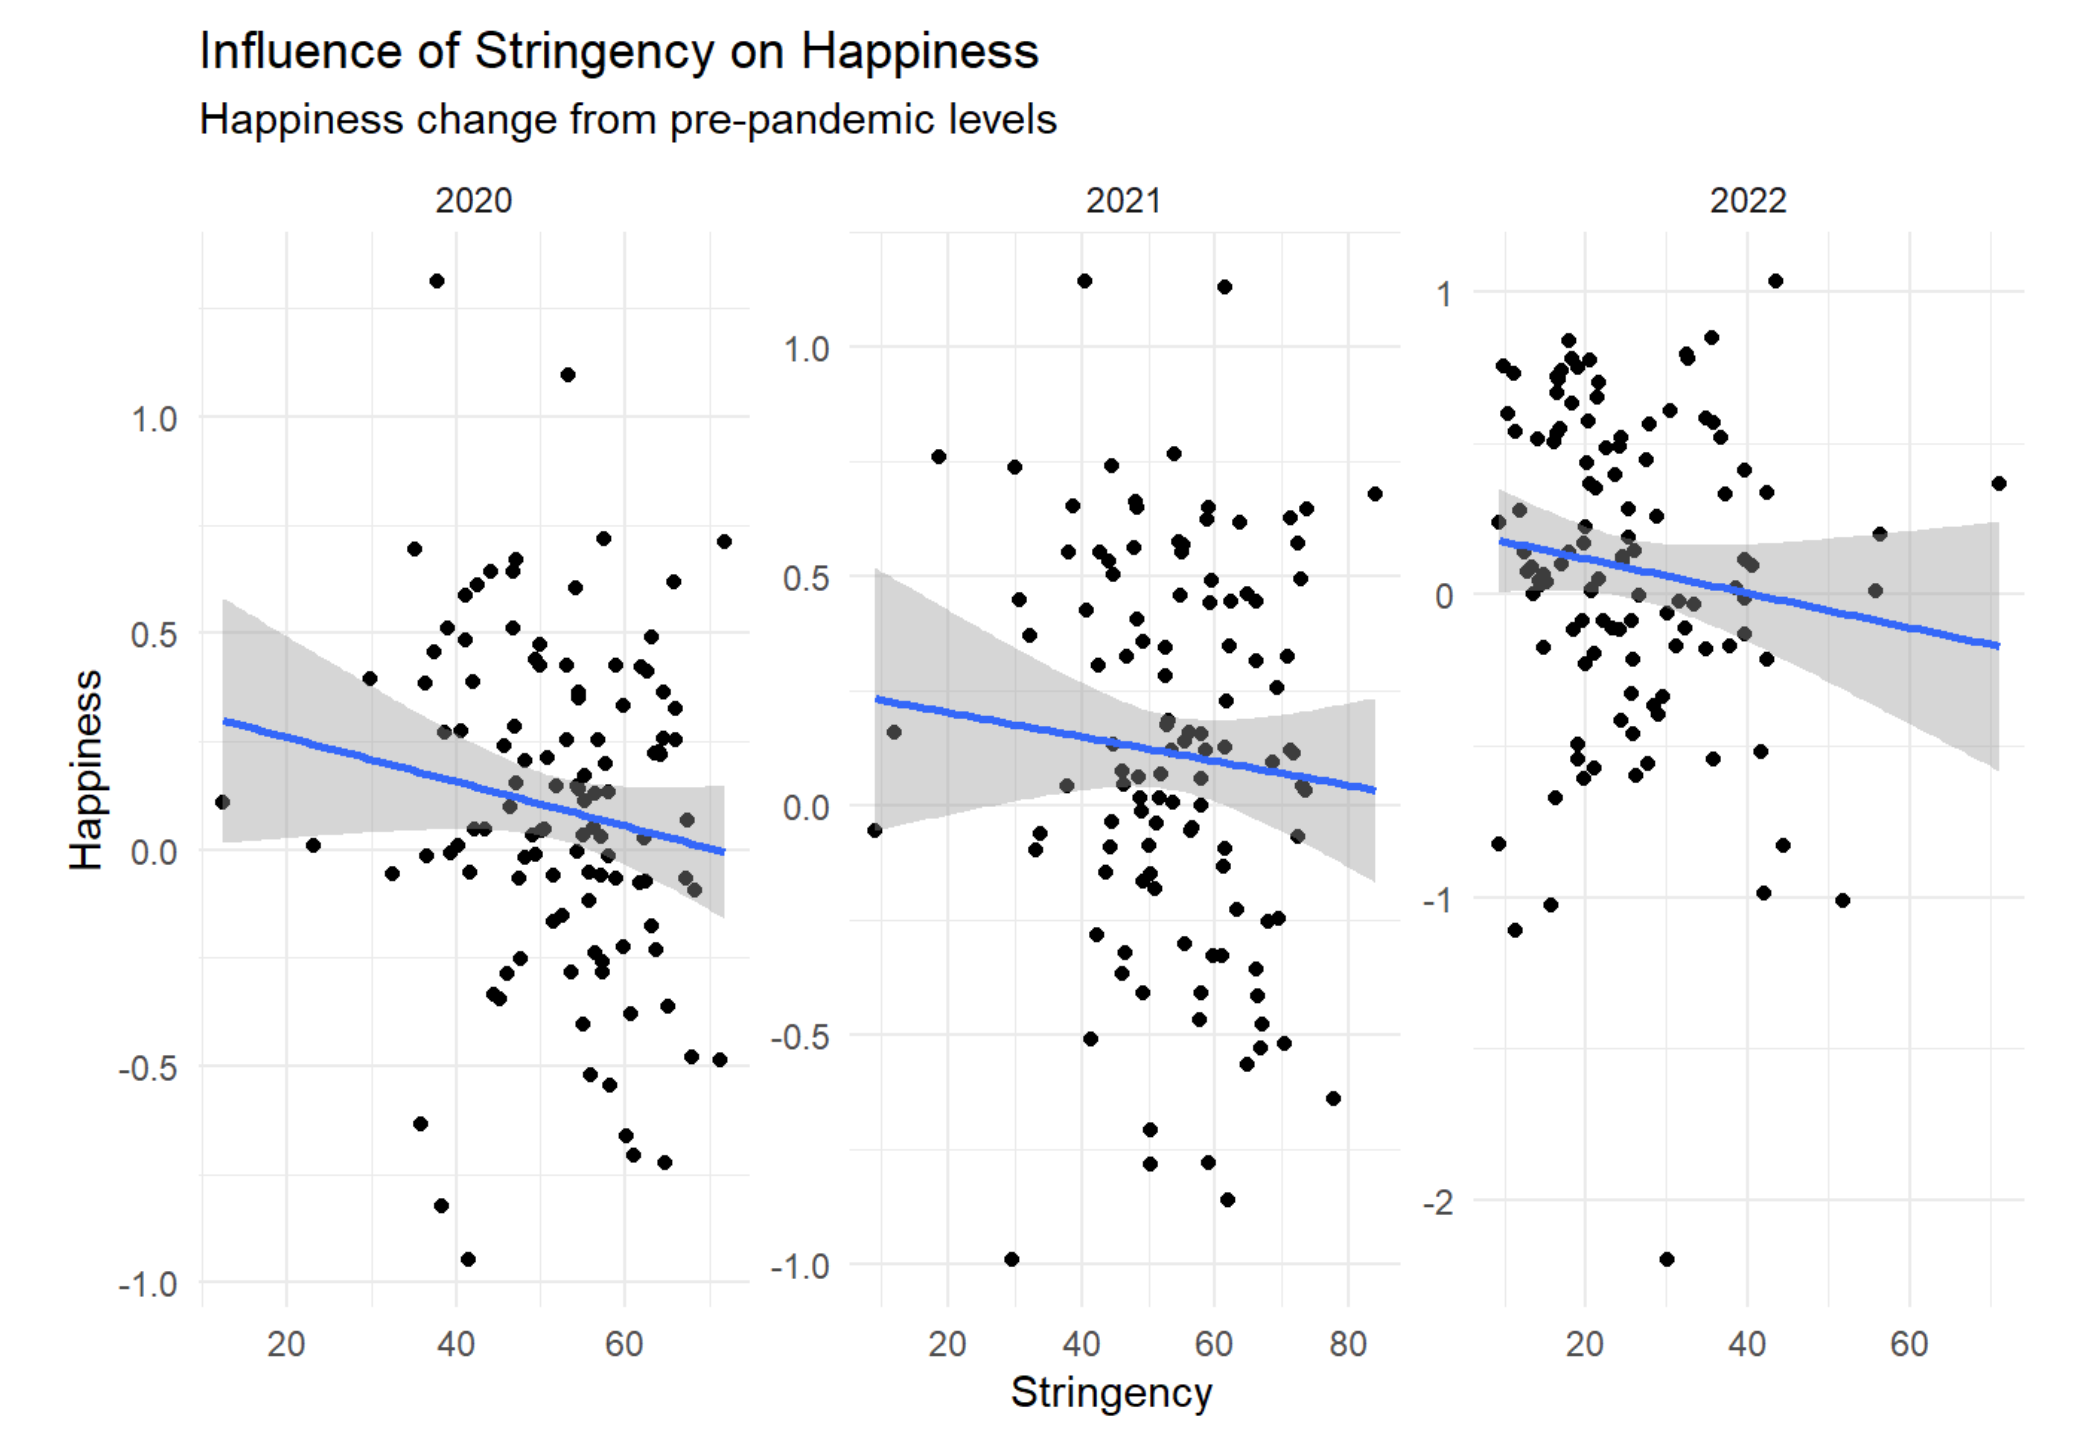 Influence of Stringency on Happiness
Happiness change from pre-pandemic levels
2020
2021
2022
Happiness
1.0
0.5
0.0
-0.5
-1.0
1.0
0.5
0.0
-0.5
-1.0
1
0
-1
-2
20 40 60
20 40 60 80
20 40 60
Stringency